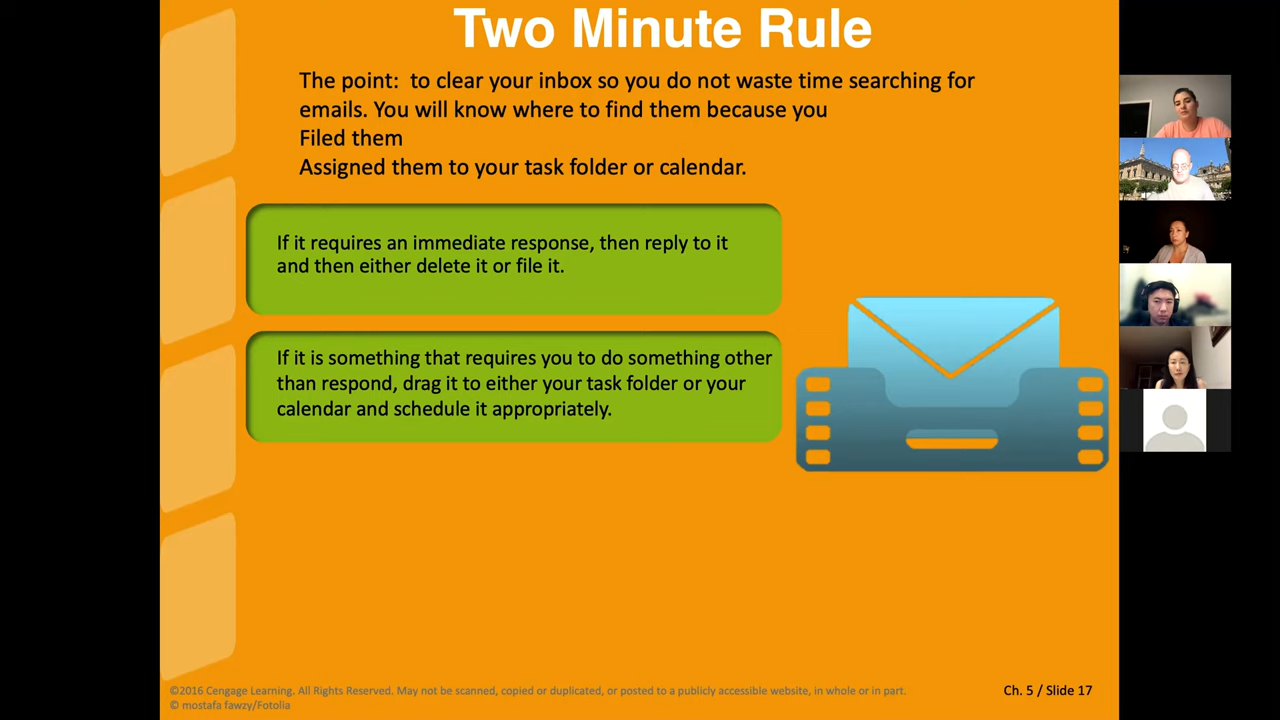 Two Minute Rule
The point:  to clear your inbox so you do not waste time searching for
emails. You will know where to find them because you
Filed them
Assigned them to your task folder or calendar.
If it requires an immediate response, then reply to it
and then either delete it or file it.
If it is something that requires you to do something other
than respond, drag it to either your task folder or your
calendar and schedule it appropriately.
©2016 Cengage Learning. All Rights Reserved. May not be scanned, copied or duplicated, or posted to a publicly accessible website, in whole or in part.
© mostafa fawzy/Fotolia
Ch. 5 / Slide 17